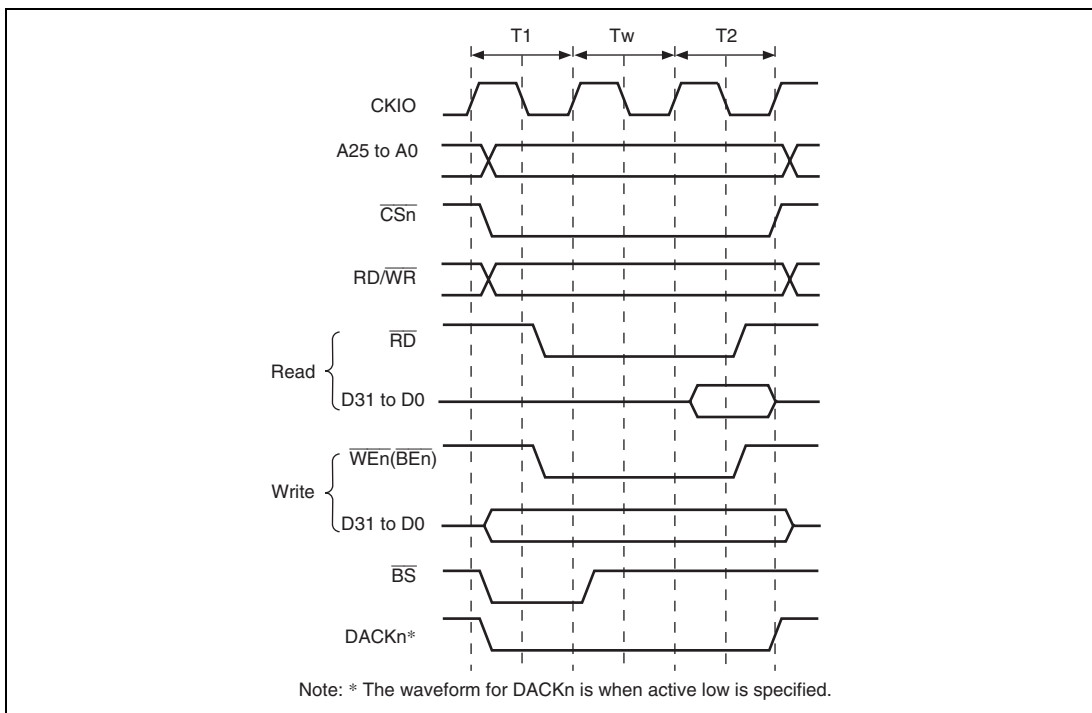 T1 Tw T2
CKIO
A25 to A0
CSn
RD/WR
RD
Read
D31 to D0
WEn(BEn)
Write
D31 to D0
BS
DACKn*
Note: * The waveform for DACKn is when active low is specified.